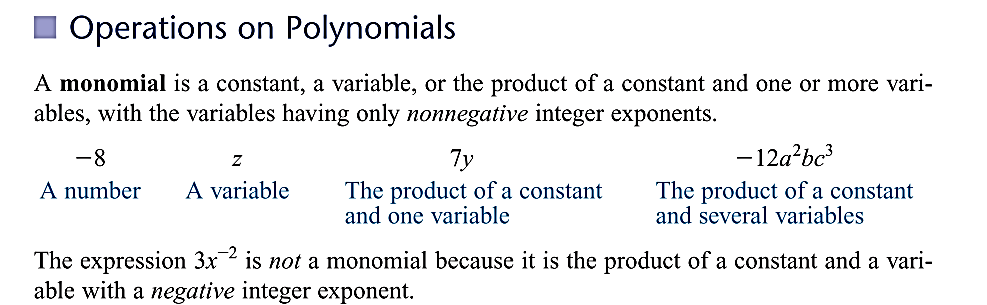 Operations on Polynomials
A monomial is a constant, a variable, or the product of a constant and one or more vari-
ables, with the variables having only nonnegative integer exponents.
−8 z 7y −12a²bc³
A number A variable The product of a constant The product of a constant
and one variable and several variables
The expression 3x⁻² is not a monomial because it is the product of a constant and a vari-
able with a negative integer exponent.